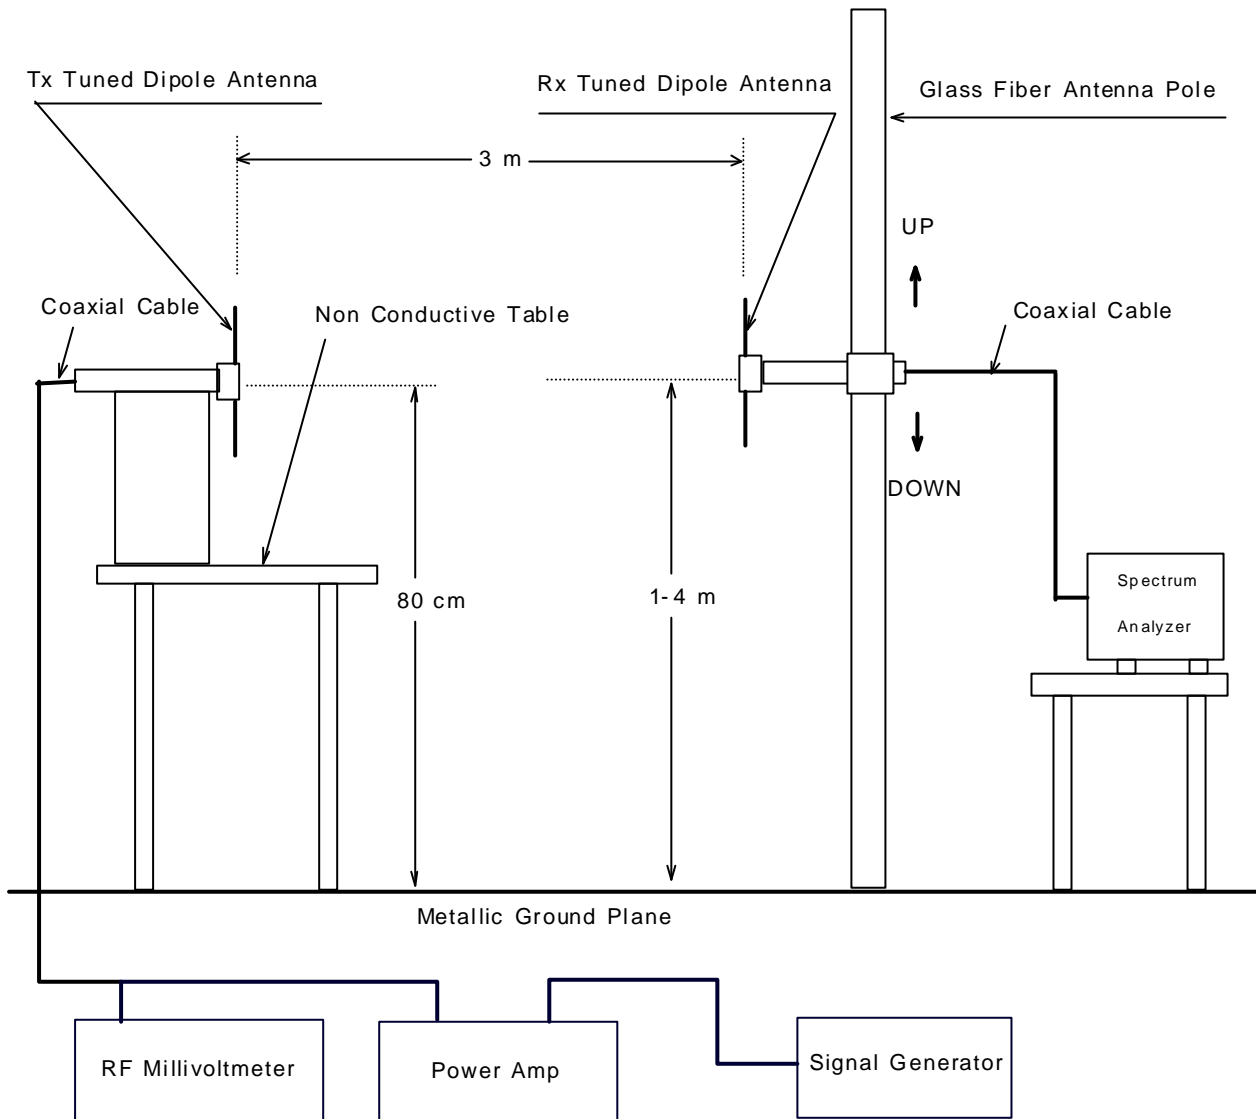 Tx Tuned Dipole Antenna
Rx Tuned Dipole Antenna
Glass Fiber Antenna Pole
3 m
UP
Coaxial Cable
Non Conductive Table
Coaxial Cable
DOWN
80 cm
1-4 m
Spectrum
Analyzer
Metallic Ground Plane
RF Millivoltmeter
Power Amp
Signal Generator